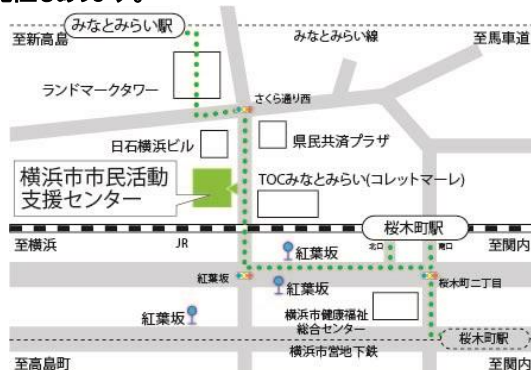 みなとみらい駅
至新高島
みなとみらい線
至馬車道
ランドマークタワー
さくら通り西
日石横浜ビル
県民共済プラザ
横浜市市民活動
支援センター
TOCみなとみらい(コレットマーレ)
桜木町駅
至横浜
JR
北口
南口
至関内
紅葉坂
紅葉坂
桜木町二丁目
紅葉坂
紅葉坂
横浜市健康福祉
総合センター
桜木町駅
横浜市営地下鉄
至高島町
至関内